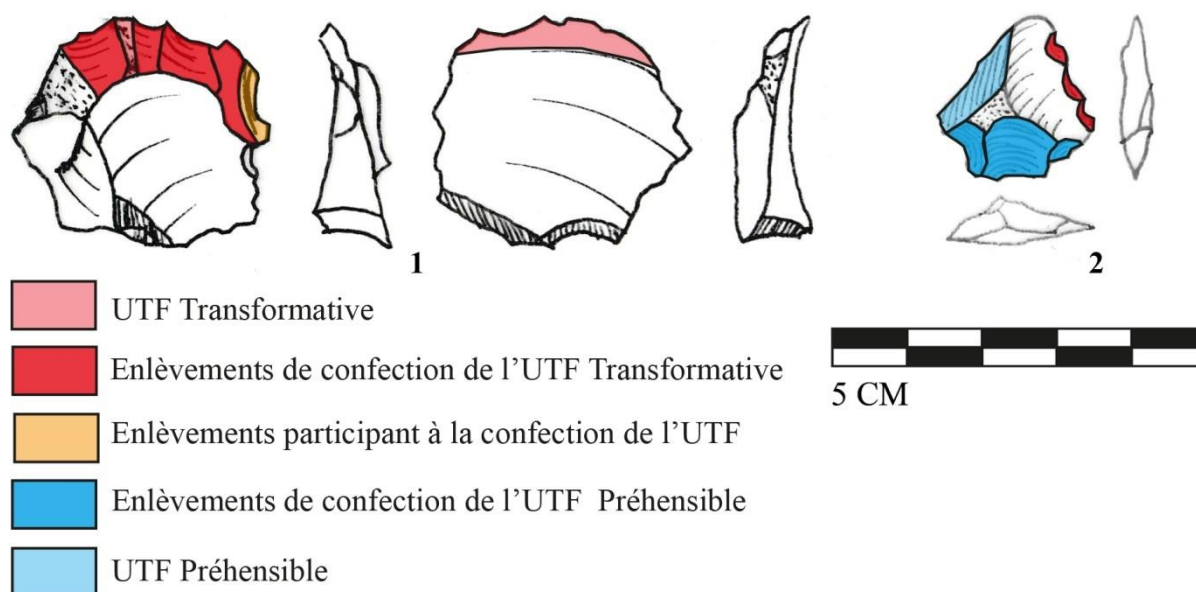 1
2
UTF Transformative
Enlèvements de confection de l'UTF Transformative
Enlèvements participant à la confection de l'UTF
Enlèvements de confection de l'UTF Préhensible
UTF Préhensible
5 CM